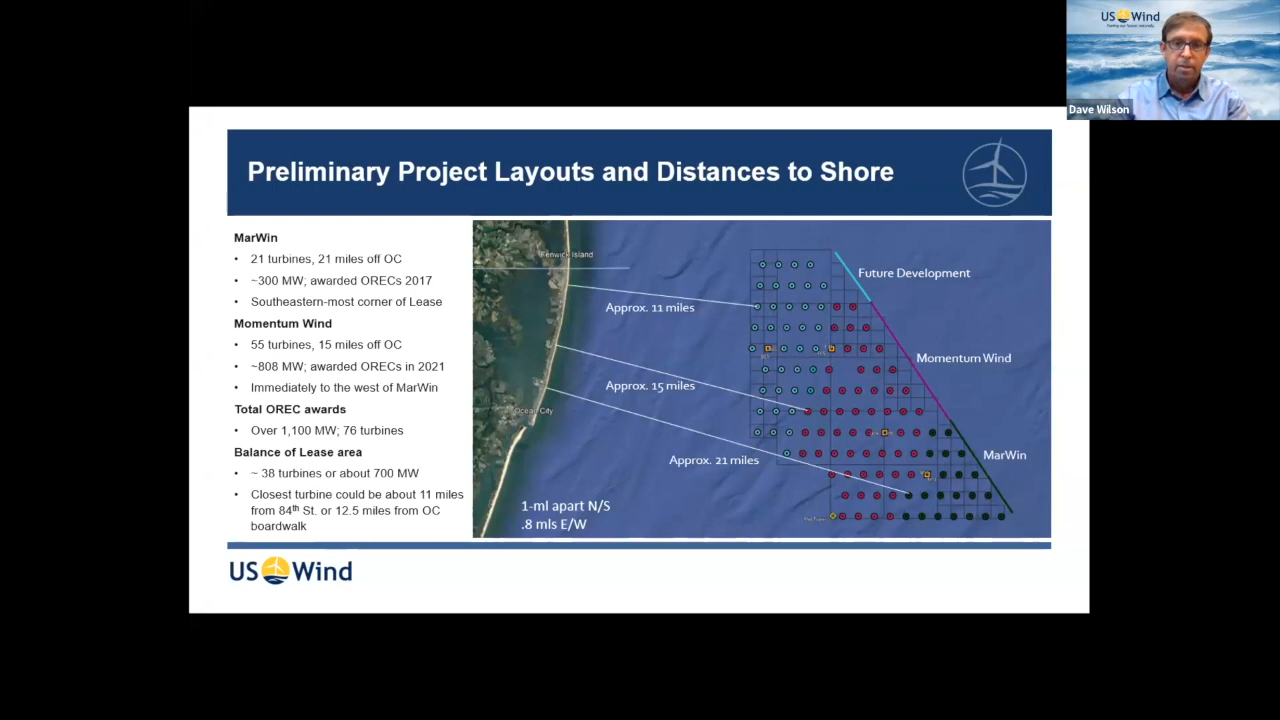 US Wind
Dave Wilson
Preliminary Project Layouts and Distances to Shore
MarWin
• 21 turbines, 21 miles off OC
• ~300 MW; awarded ORECs 2017
• Southeastern-most corner of Lease
Momentum Wind
• 55 turbines, 15 miles off OC
• ~808 MW; awarded ORECs in 2021
• Immediately to the west of MarWin
Total OREC awards
• Over 1,100 MW; 76 turbines
Balance of Lease area
• ~ 38 turbines or about 700 MW
• Closest turbine could be about 11 miles
from 84th St. or 12.5 miles from OC
boardwalk
Fenwick Island
Future Development
Approx. 11 miles
Momentum Wind
Approx. 15 miles
Ocean City
MarWin
Approx. 21 miles
1-ml apart N/S
.8 mls E/W
US Wind